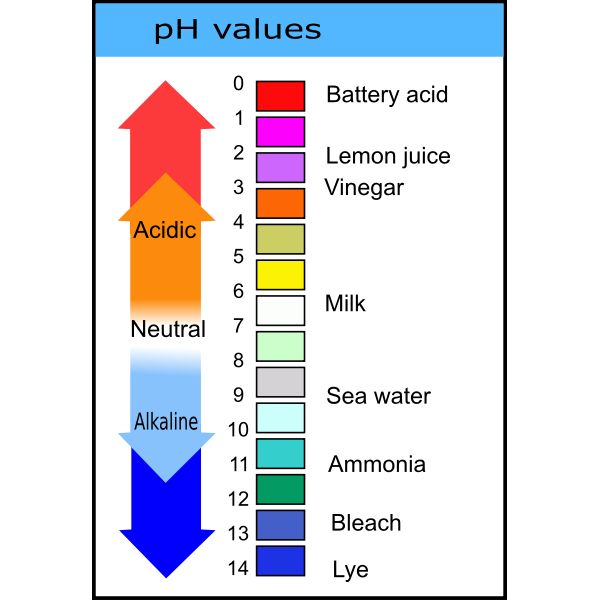 pH values
0
Battery acid
1
2
Lemon juice
3
Vinegar
4
Acidic
5
6
Milk
7
Neutral
8
9
Sea water
10
Alkaline
11
Ammonia
12
13
Bleach
14
Lye